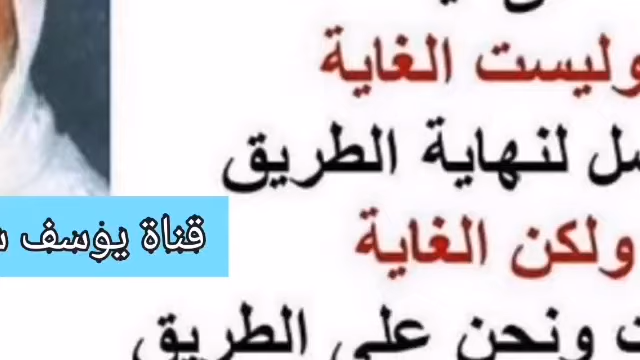 وليست الغاية
لنهاية الطريق
قناة يوسف
ولكن الغاية
ونحن على الطريق